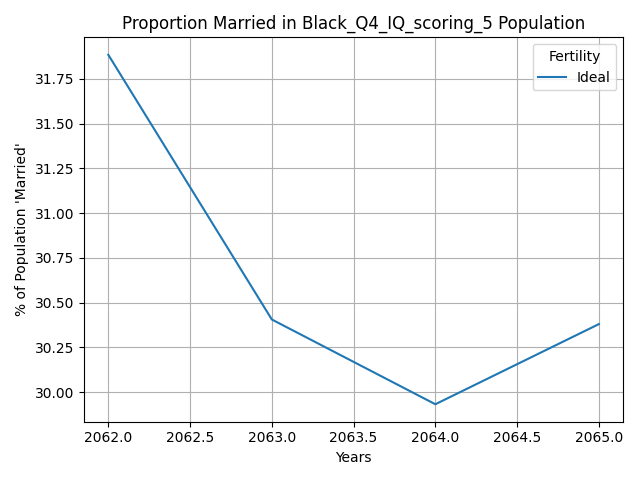 Proportion Married in Black_Q4_IQ_scoring_5 Population
Fertility
Ideal
% of Population 'Married'
31.75
31.50
31.25
31.00
30.75
30.50
30.25
30.00
2062.0 2062.5 2063.0 2063.5 2064.0 2064.5 2065.0
Years